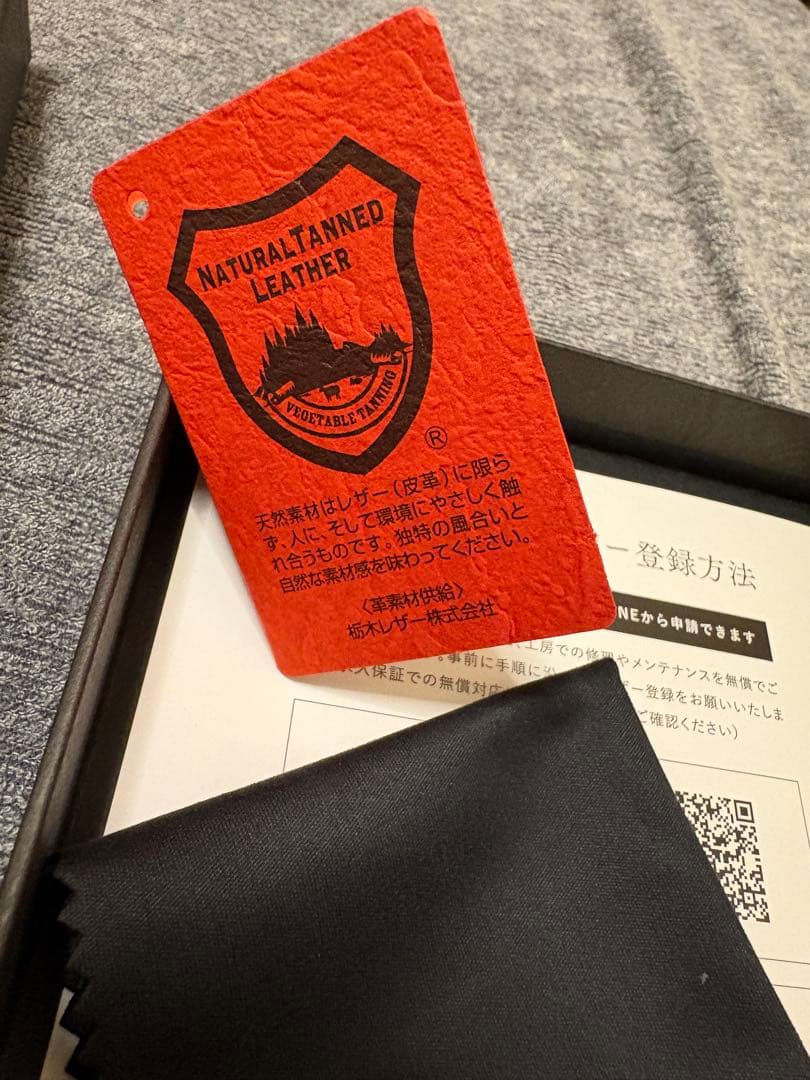 NATURAL TANNED
LEATHER
VEGETABLE TANNING
®
天然素材はレザー（皮革）に限ら
ず、人に、そして環境にやさしく触
れ合うものです。独特の風合いと
自然な素材感を味わってください。
〈革素材供給〉
栃木レザー株式会社
ー登録方法
NEから申請できます
工房での修理やメンテナンスを無償でご
。事前に手順に沿
ザー登録をお願いいたしま
久保証での無償対応
ご確認ください）